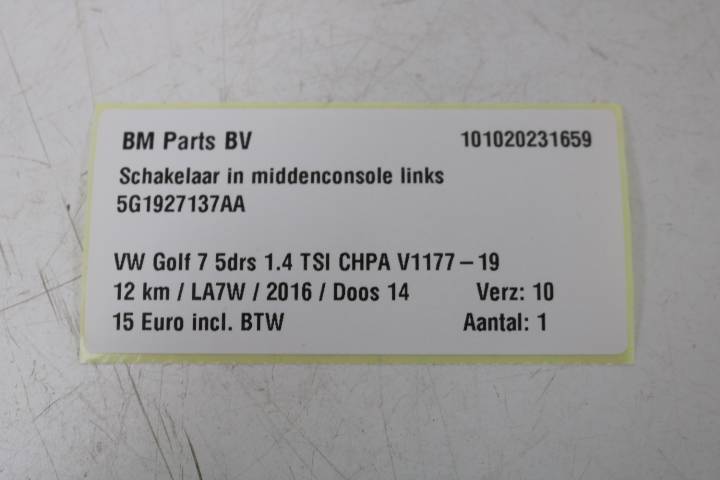 BM Parts BV 101020231659
Schakelaar in middenconsole links
5G1927137AA
VW Golf 7 5drs 1.4 TSI CHPA V1177 – 19
12 km / LA7W / 2016 / Doos 14 Verz: 10
15 Euro incl. BTW Aantal: 1